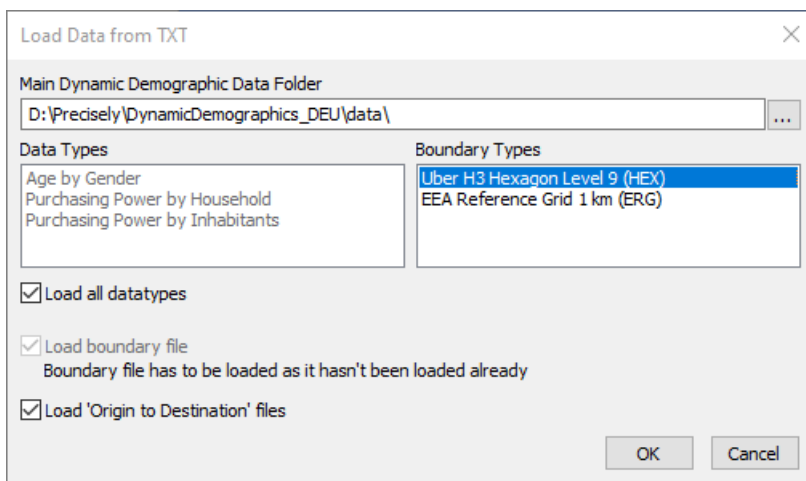 Load Data from TXT
Main Dynamic Demographic Data Folder
D:\Precisely\DynamicDemographics_DEU\data\
...
Data Types
Age by Gender
Purchasing Power by Household
Purchasing Power by Inhabitants
Boundary Types
Uber H3 Hexagon Level 9 (HEX)
EEA Reference Grid 1 km (ERG)
Load all datatypes
Load boundary file
Boundary file has to be loaded as it hasn't been loaded already
Load 'Origin to Destination' files
OK
Cancel